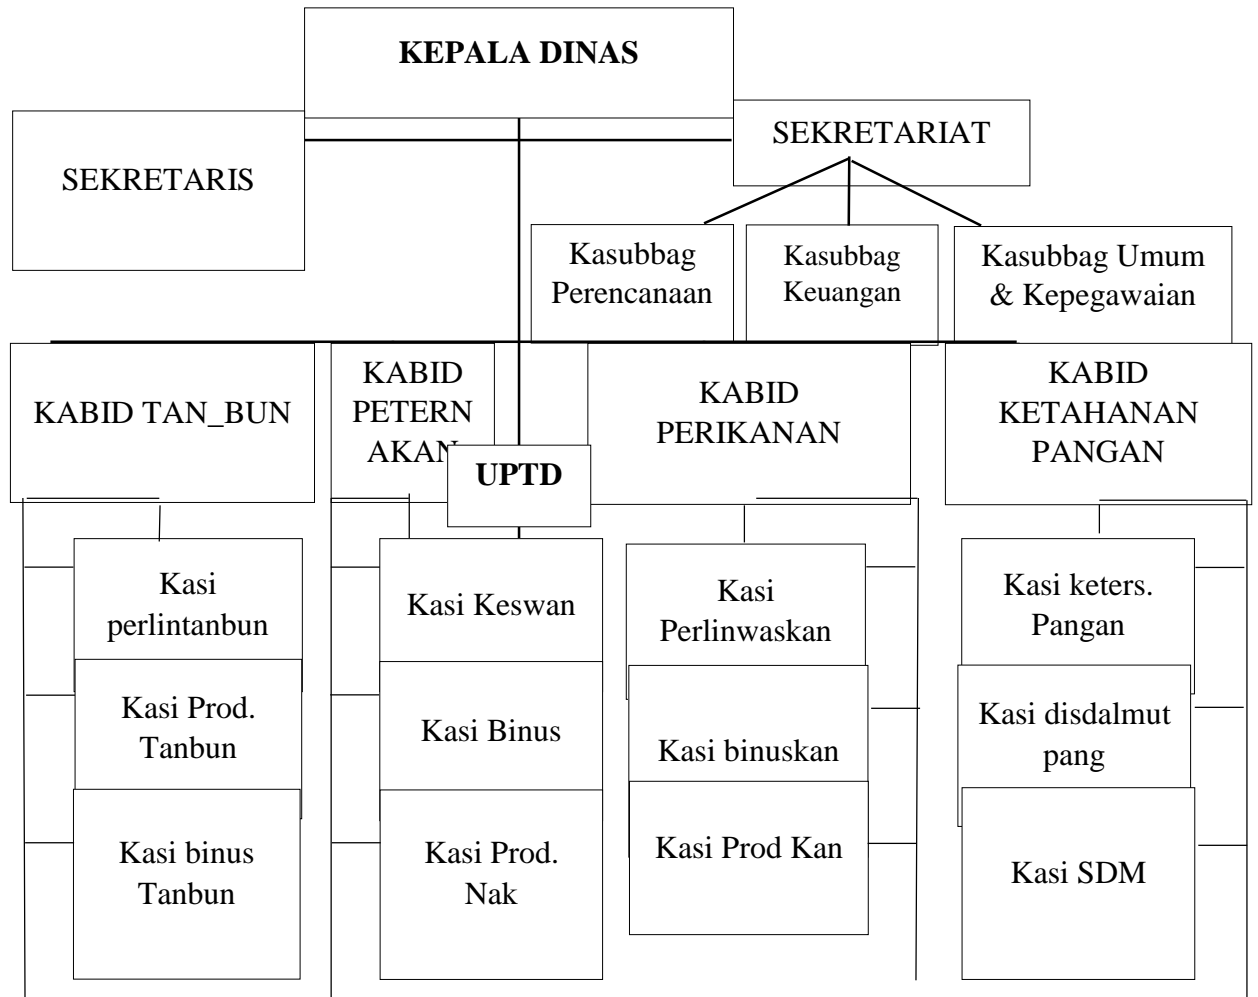 KEPALA DINAS
SEKRETARIAT
SEKRETARIS
Kasubbag
Perencanaan
Kasubbag
Keuangan
Kasubbag Umum
& Kepegawaian
KABID TAN_BUN
KABID
PETERN
AKAN
KABID
PERIKANAN
KABID
KETAHANAN
PANGAN
UPTD
Kasi
perlintanbun
Kasi Keswan
Kasi
Perlinwaskan
Kasi keters.
Pangan
Kasi Prod.
Tanbun
Kasi Binus
Kasi binuskan
Kasi disdalmut
pang
Kasi binus
Tanbun
Kasi Prod.
Nak
Kasi Prod Kan
Kasi SDM